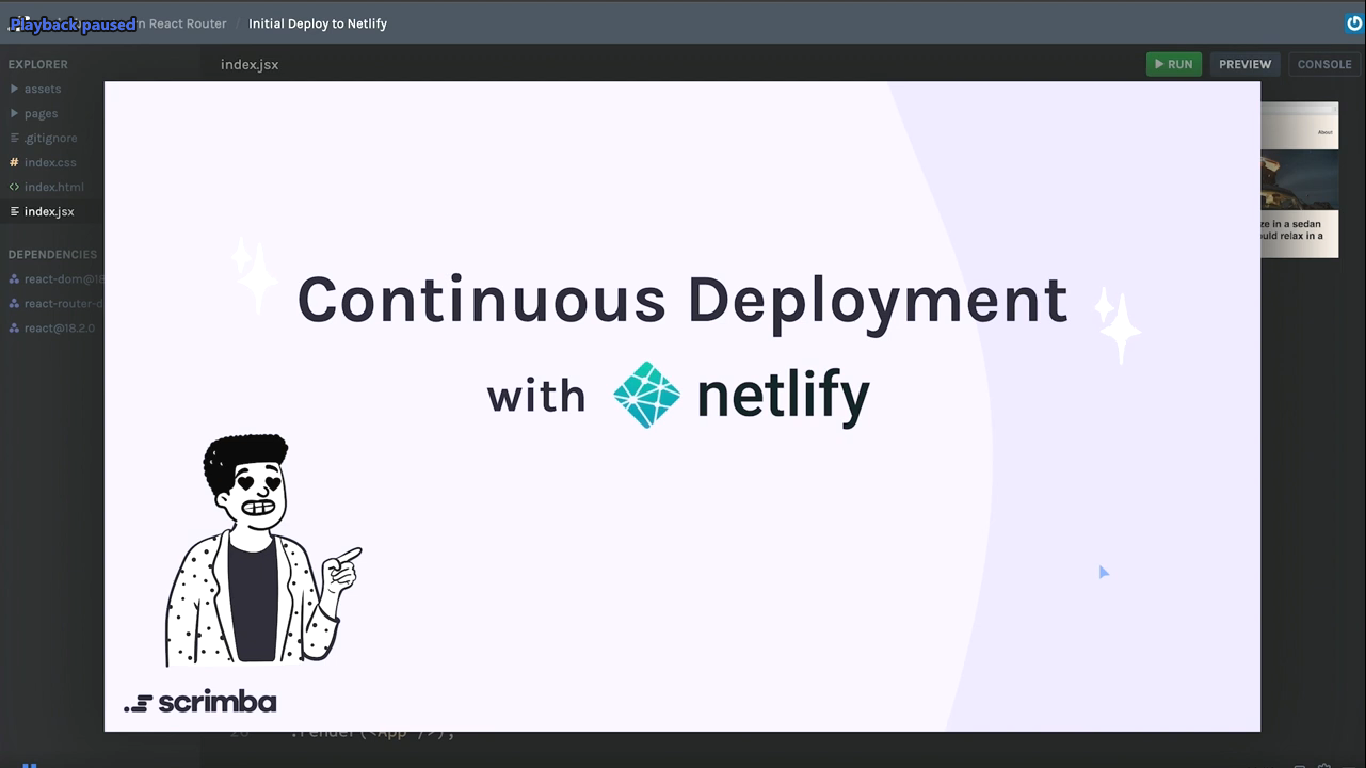 Playback paused
n React Router / Initial Deploy to Netlify
EXPLORER
assets
pages
.gitignore
index.css
index.html
index.jsx
DEPENDENCIES
react-dom@18
react-router-d
react@18.2.0
index.jsx
RUN
PREVIEW
CONSOLE
Continuous Deployment
with netlify
scrimba
About
ze in a sedan
ould relax in a
20 .render(<App />);